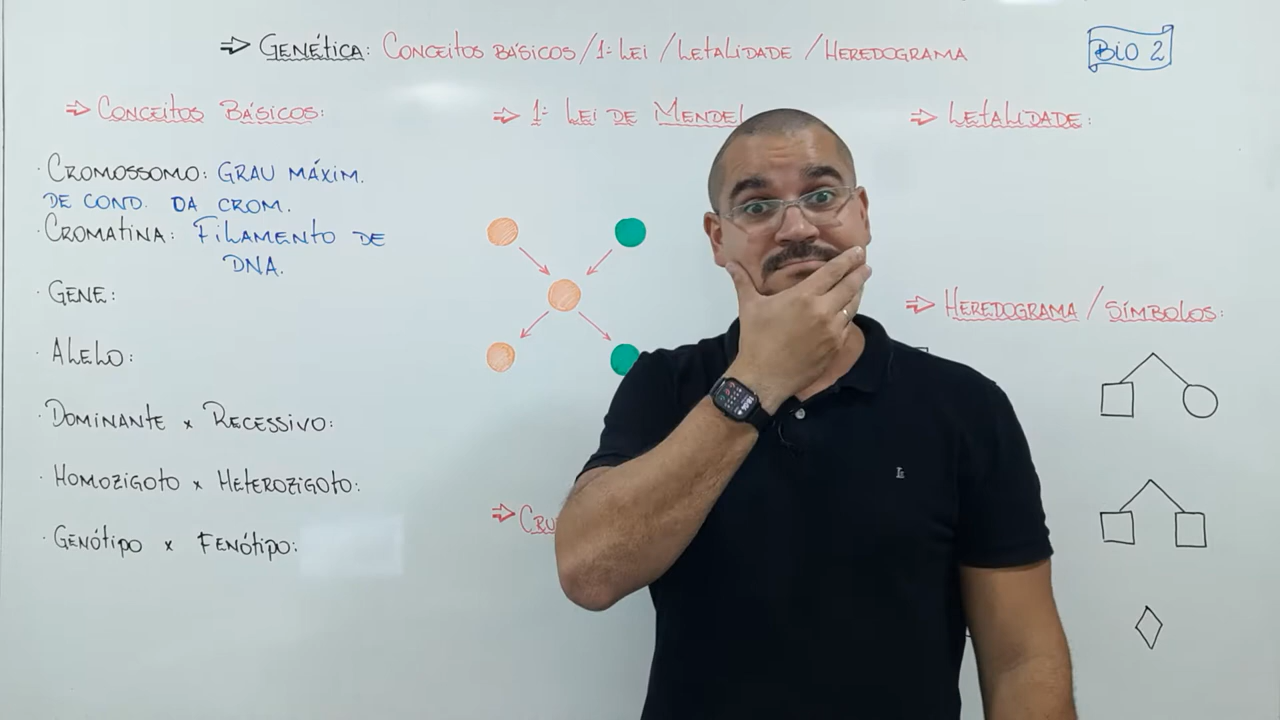 ⇒ GENÉTICA: CONCEITOS BÁSICOS / 1ª LEI / LETALIDADE / HEREDOGRAMA
BIO 2
⇒ CONCEITOS BÁSICOS:
· CROMOSSOMO: GRAU MÁXIM.
DE COND. DA CROM.
· CROMATINA: FILAMENTO DE
DNA.
· GENE:
· ALELO:
· DOMINANTE x RECESSIVO:
· HOMOZIGOTO x HETEROZIGOTO:
· GENÓTIPO x FENÓTIPO:
⇒ 1ª LEI DE MENDEL
⇒ LETALIDADE:
⇒ HEREDOGRAMA / SÍMBOLOS: